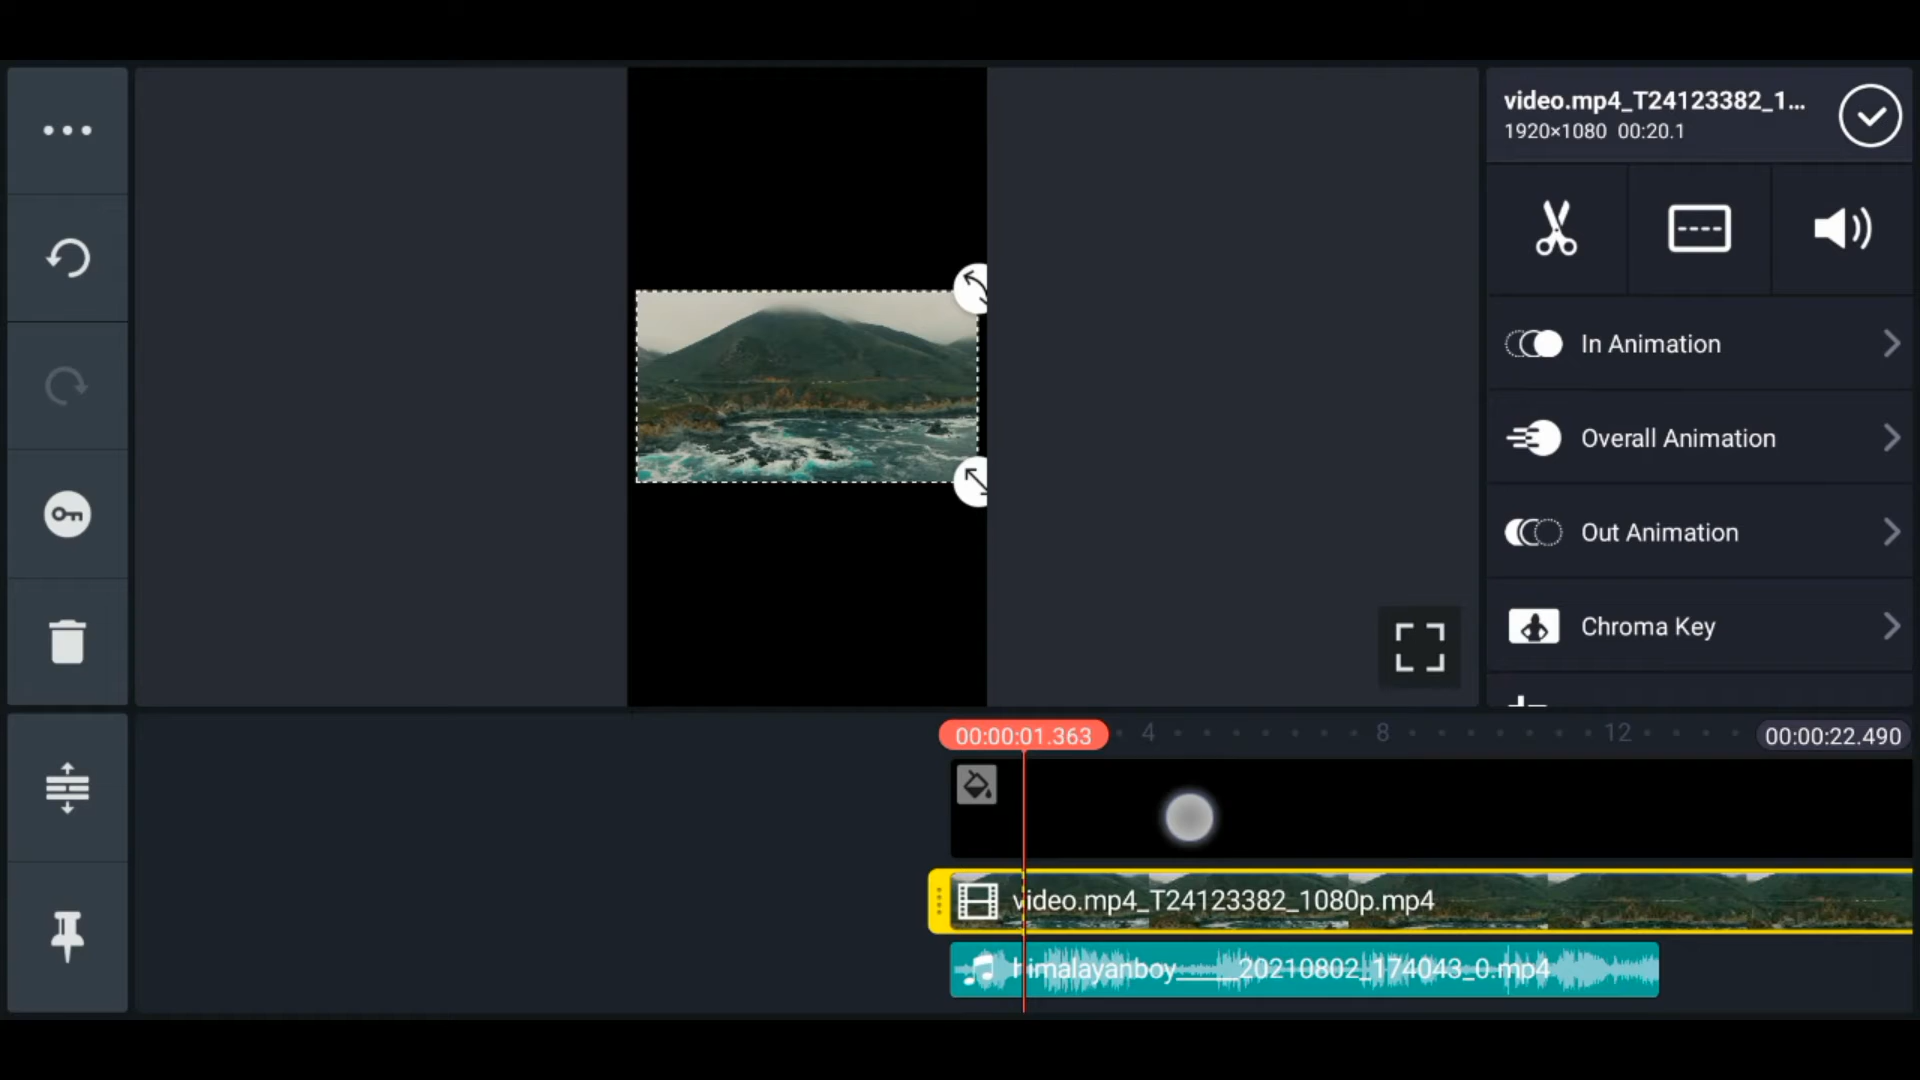 video.mp4_T24123382_1...
1920×1080 00:20.1
In Animation
Overall Animation
Out Animation
Chroma Key
00:00:01.363
4
8
12
00:00:22.490
video.mp4_T24123382_1080p.mp4
himalayanboy____20210802_174043_0.mp4